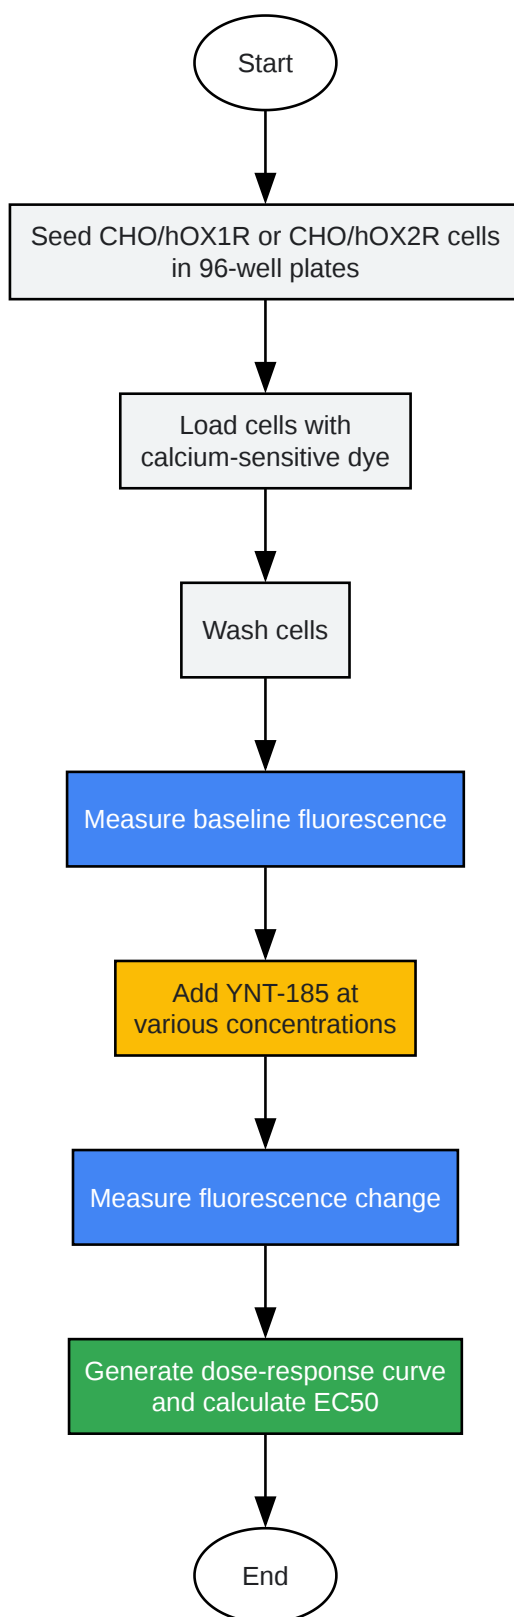 Start
Seed CHO/hOX1R or CHO/hOX2R cells
in 96-well plates
Load cells with
calcium-sensitive dye
Wash cells
Measure baseline fluorescence
Add YNT-185 at
various concentrations
Measure fluorescence change
Generate dose-response curve
and calculate EC50
End